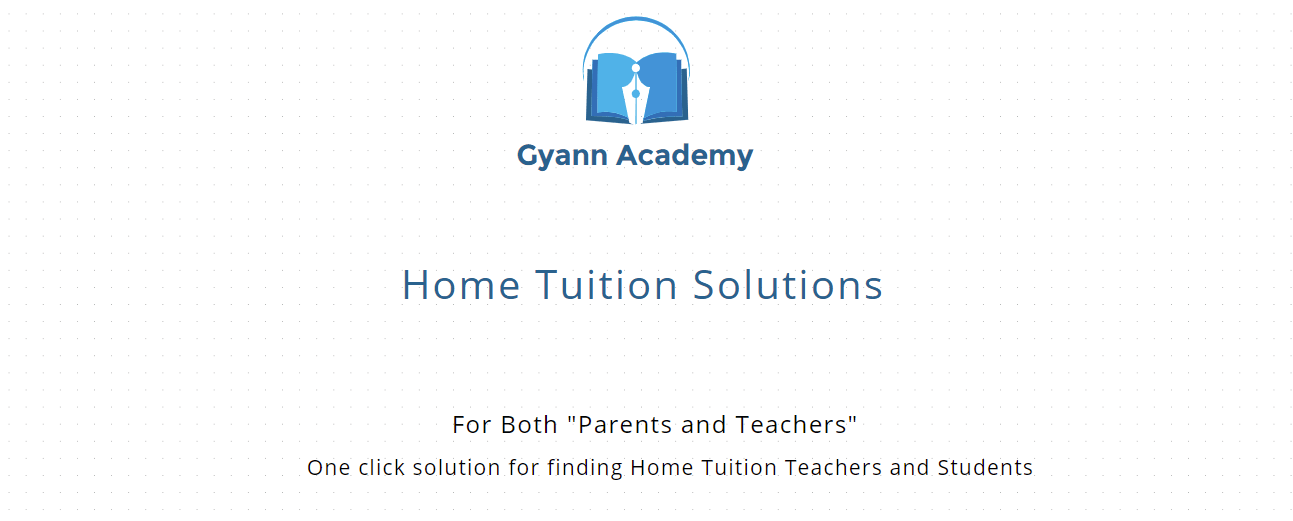 Gyann Academy
Home Tuition Solutions
For Both "Parents and Teachers"
One click solution for finding Home Tuition Teachers and Students